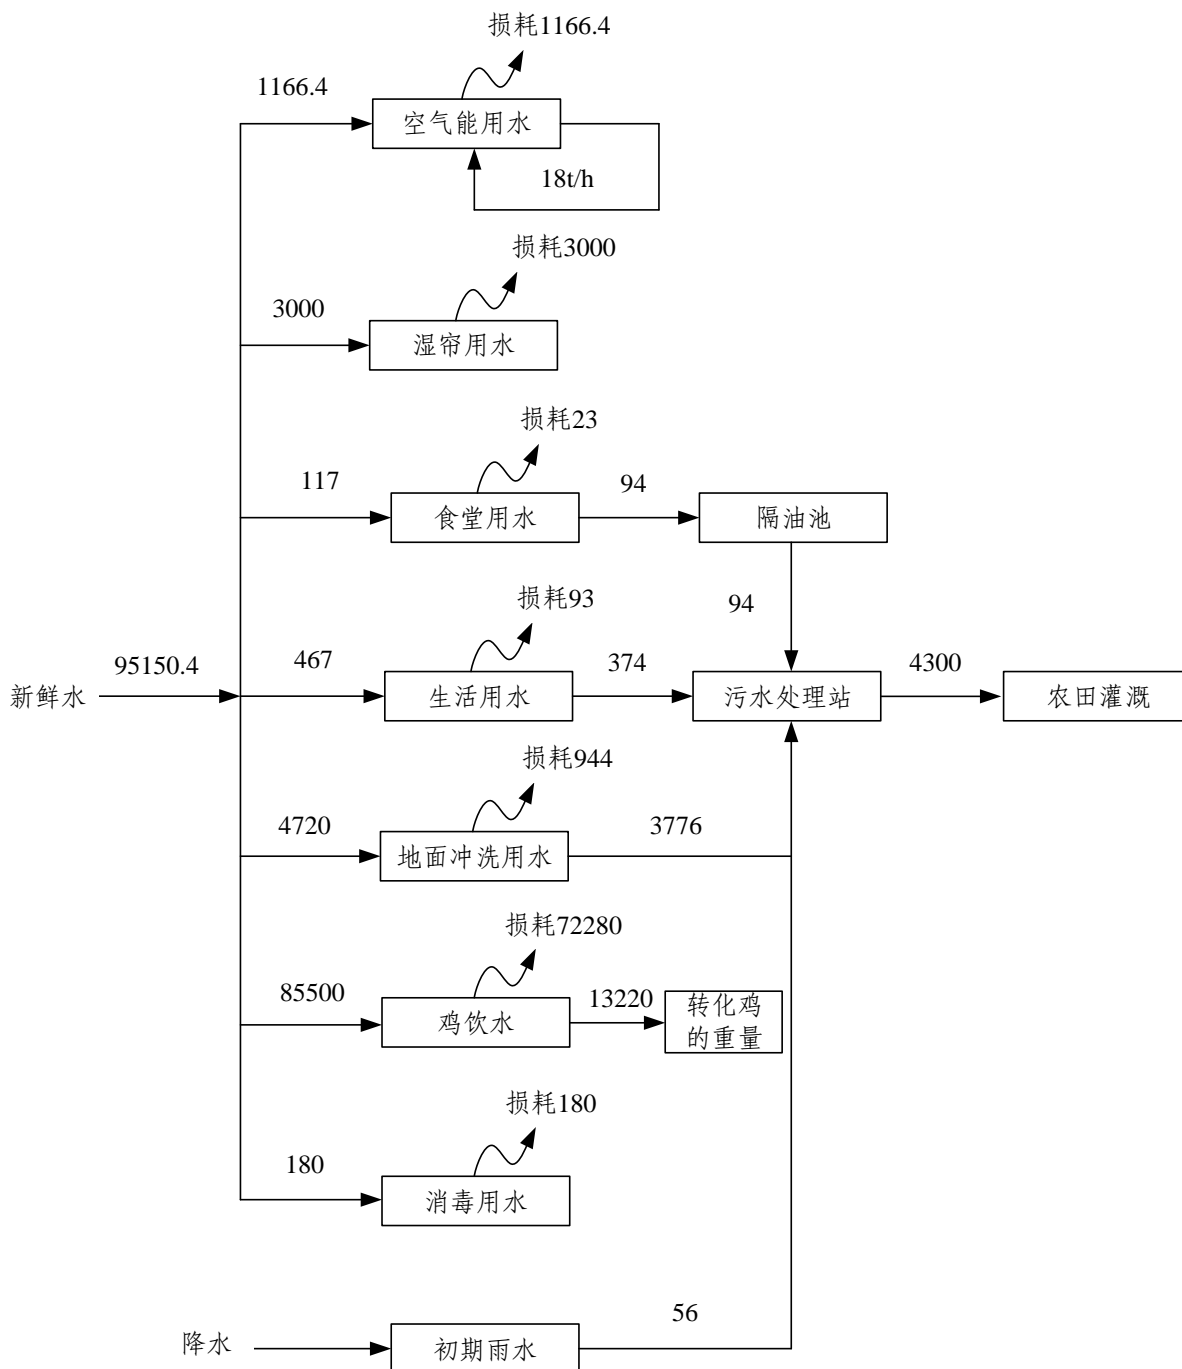 损耗1166.4
1166.4
空气能用水
18t/h
损耗3000
3000
湿帘用水
损耗23
117
食堂用水
94
隔油池
94
损耗93
新鲜水
95150.4
467
生活用水
374
污水处理站
4300
农田灌溉
损耗944
4720
地面冲洗用水
3776
损耗72280
85500
鸡饮水
13220
转化鸡
的重量
损耗180
180
消毒用水
降水
初期雨水
56